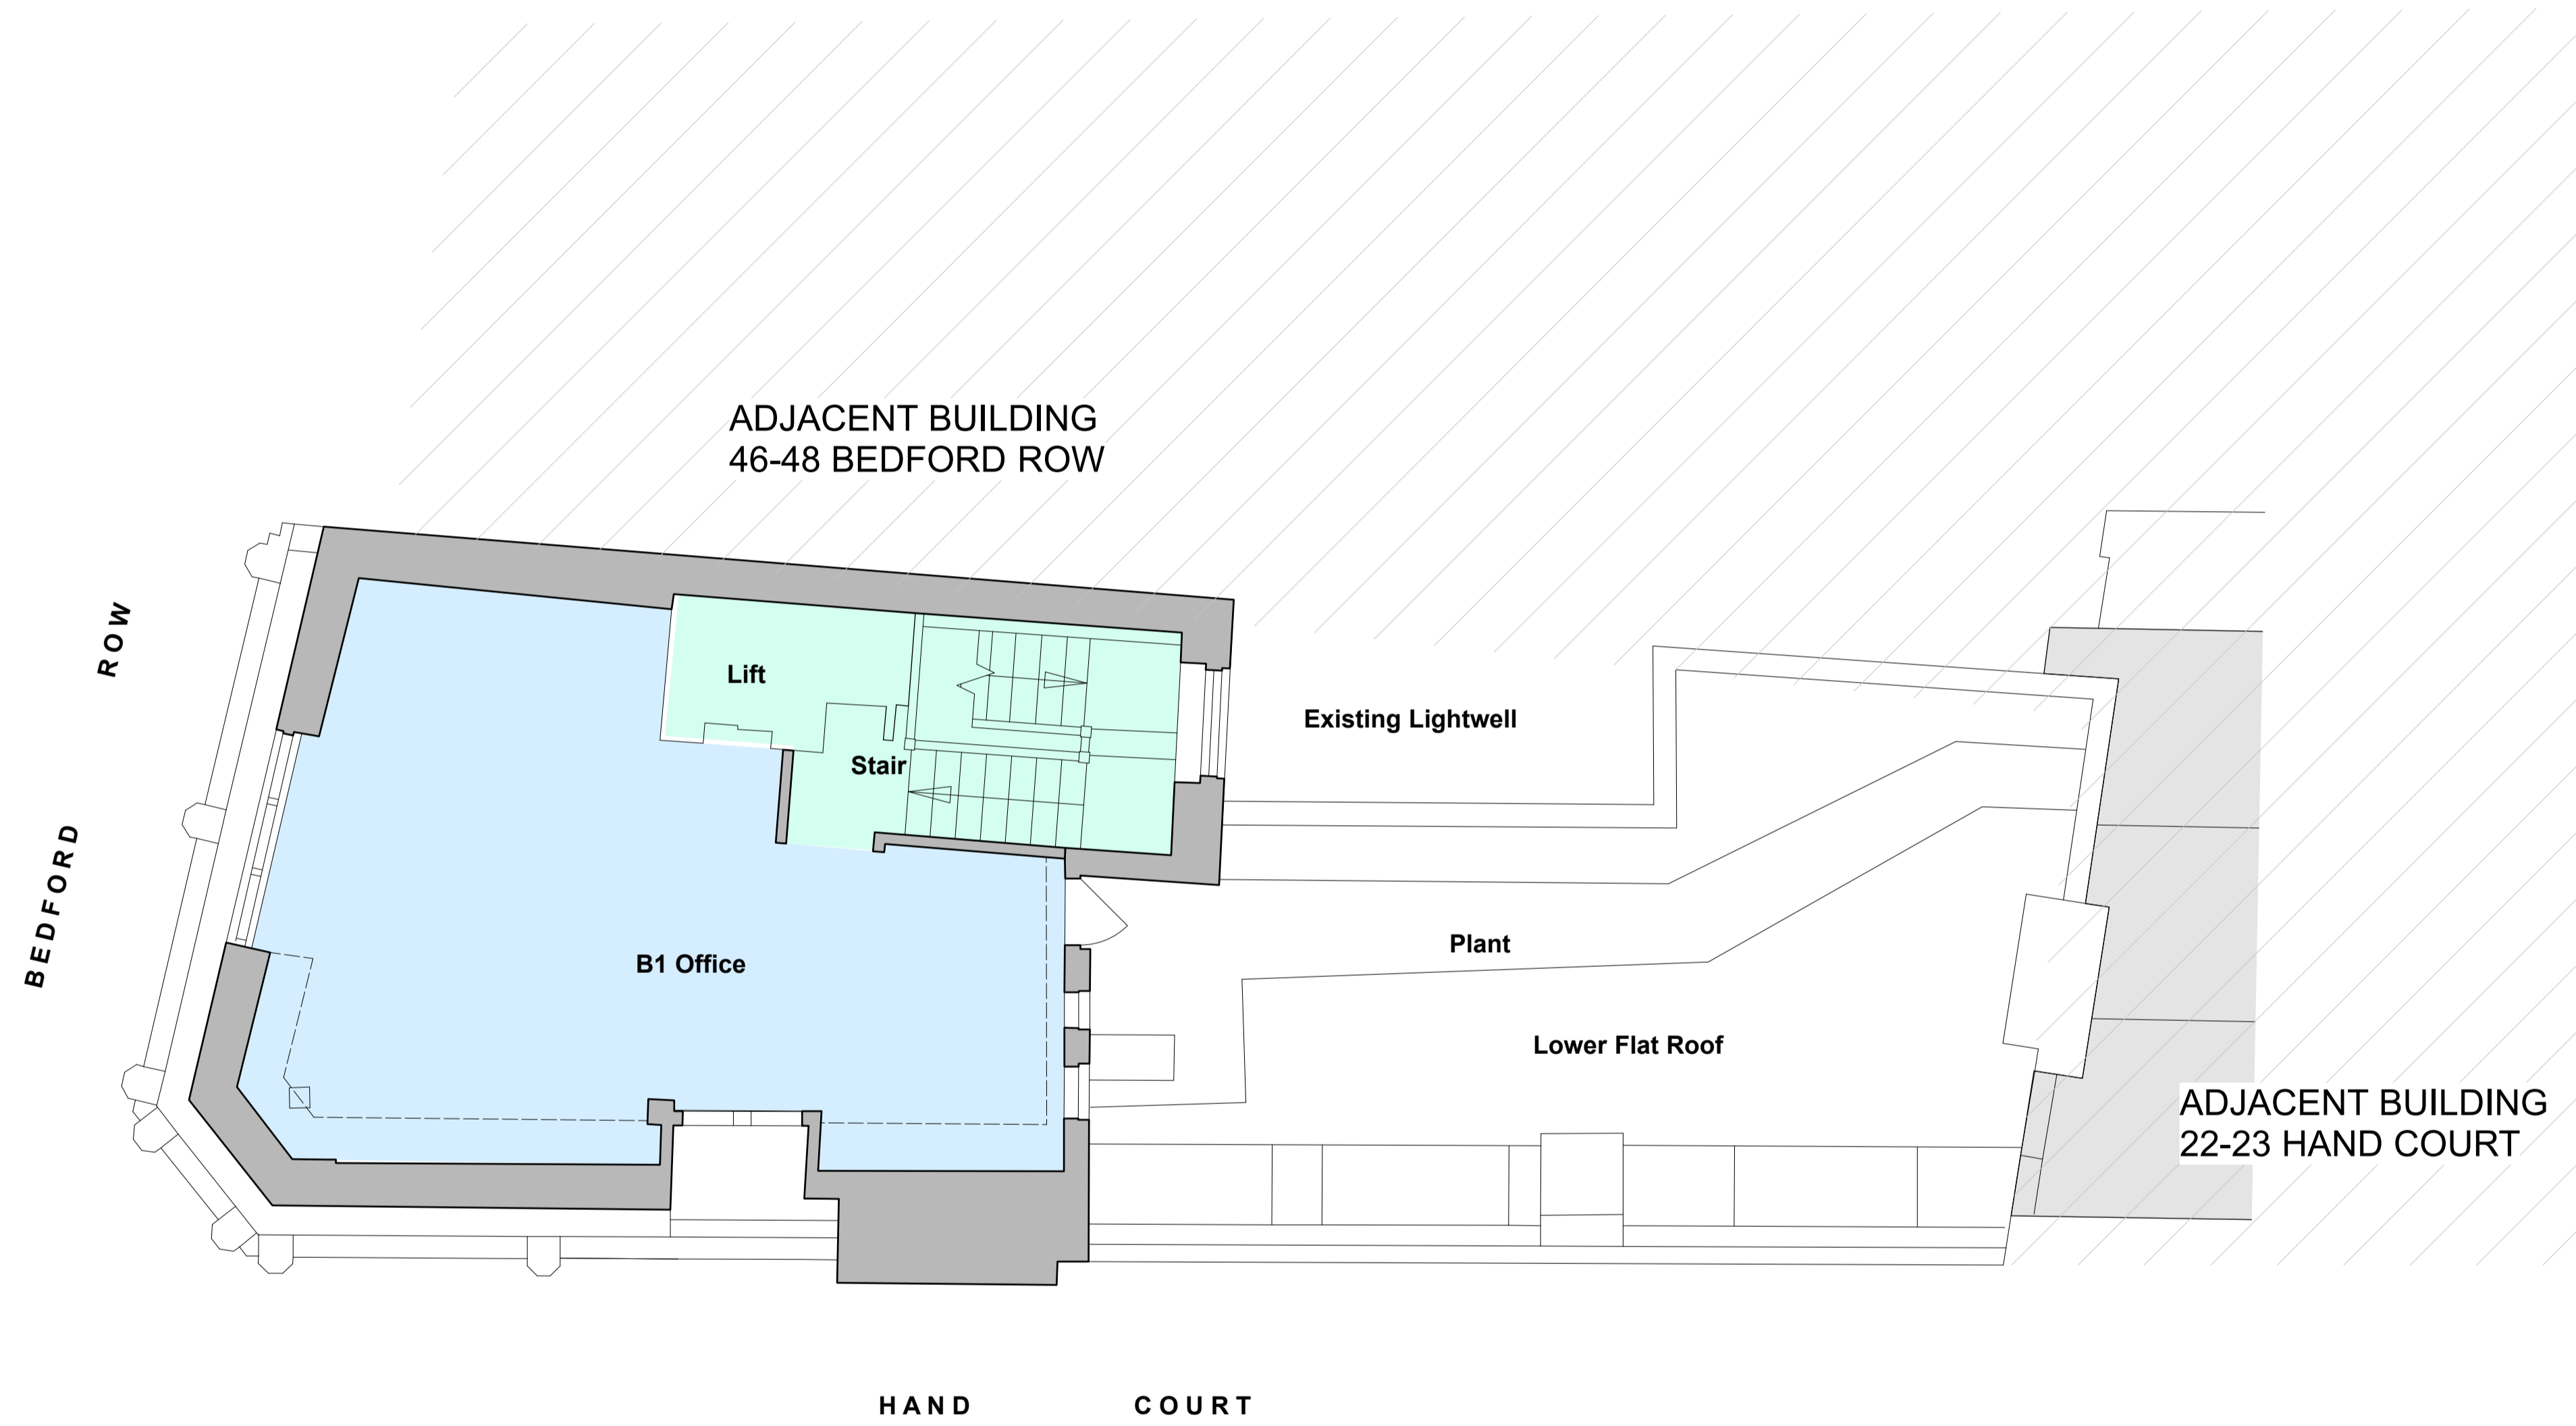 ADJACENT BUILDING
46-48 BEDFORD ROW
BEDFORD ROW
Lift
Existing Lightwell
Stair
Plant
B1 Office
Lower Flat Roof
ADJACENT BUILDING
22-23 HAND COURT
HAND COURT